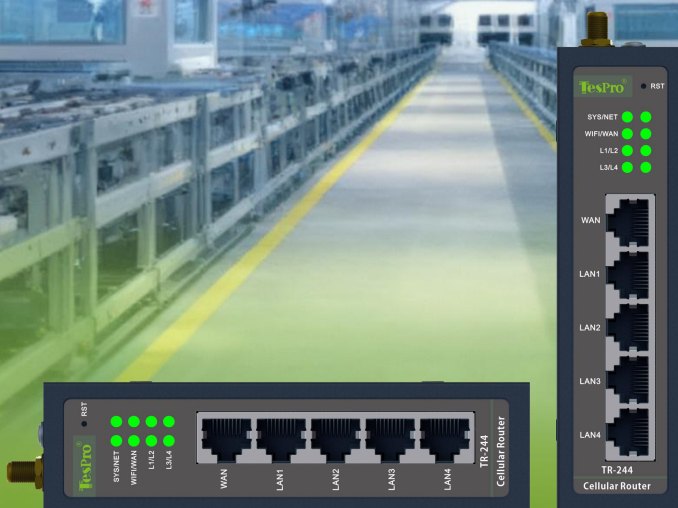 TesPro®
RST
SYS/NET
WIFI/WAN
L1/L2
L3/L4
WAN
LAN1
LAN2
LAN3
LAN4
TR-244
Cellular Router
RST
TesPro®
SYS/NET
WIFI/WAN
L1/L2
L3/L4
WAN
LAN1
LAN2
LAN3
LAN4
TR-244
Cellular Router